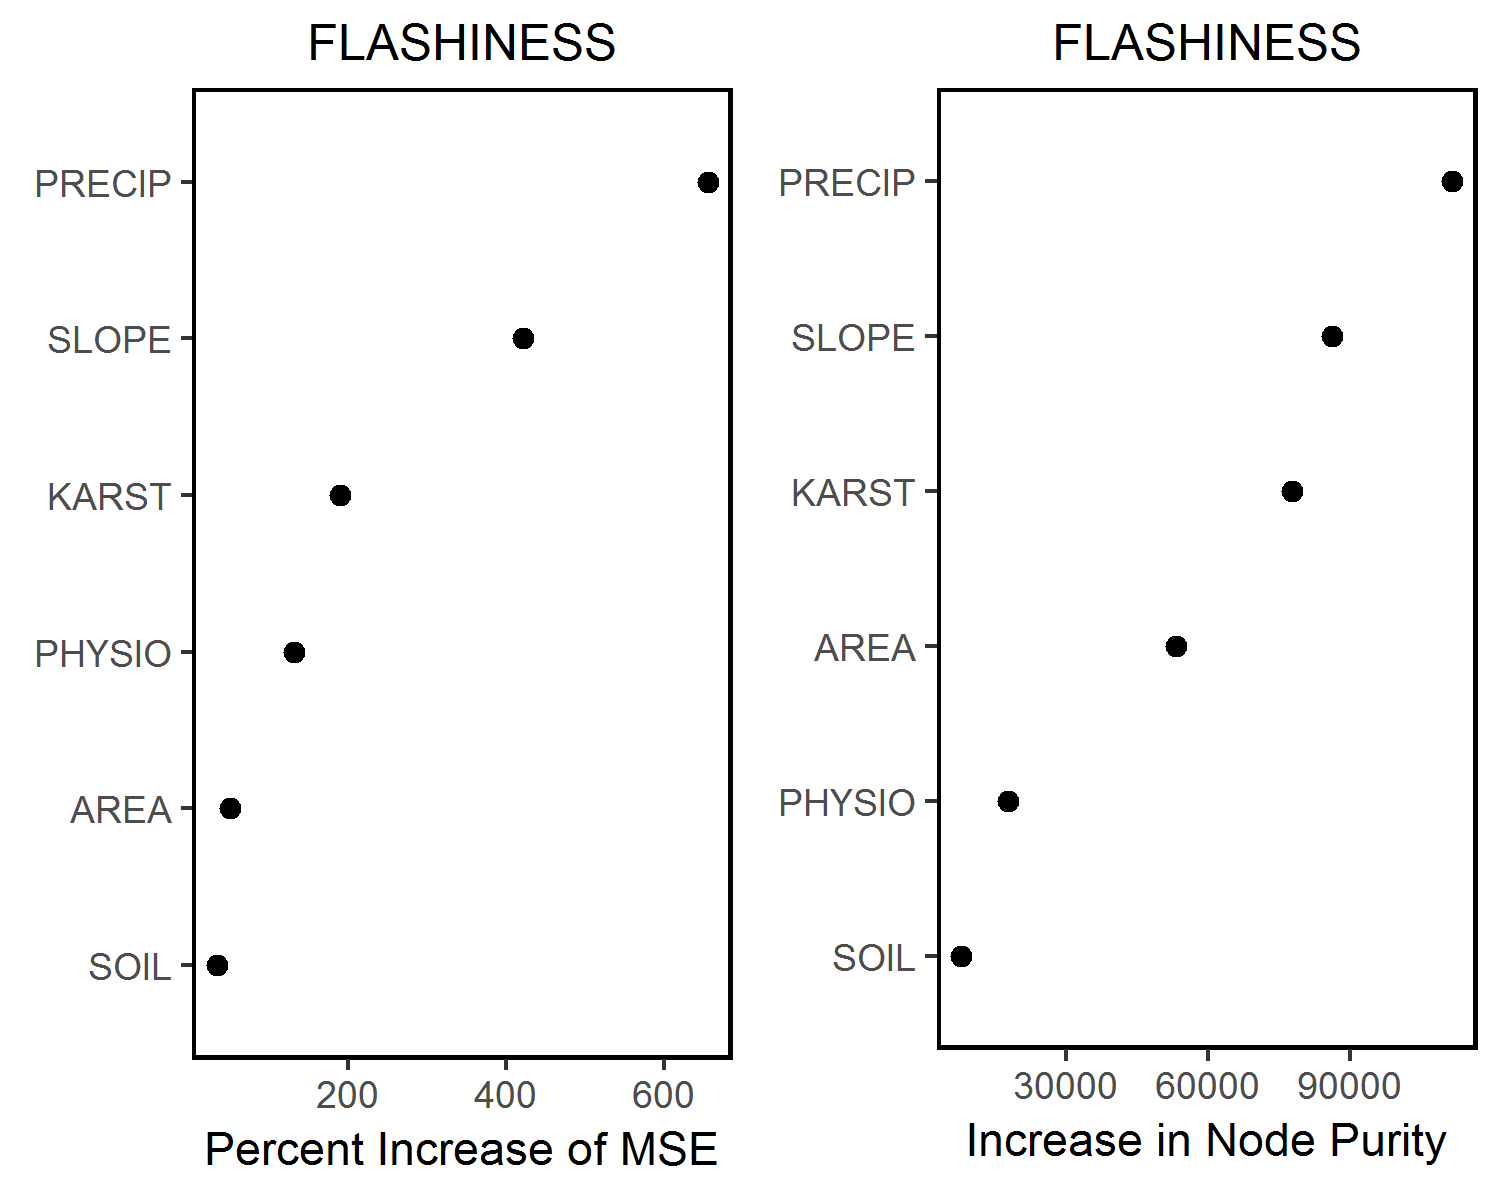 FLASHINESS
PRECIP
SLOPE
KARST
PHYSIO
AREA
SOIL
200 400 600
Percent Increase of MSE
FLASHINESS
PRECIP
SLOPE
KARST
AREA
PHYSIO
SOIL
30000 60000 90000
Increase in Node Purity